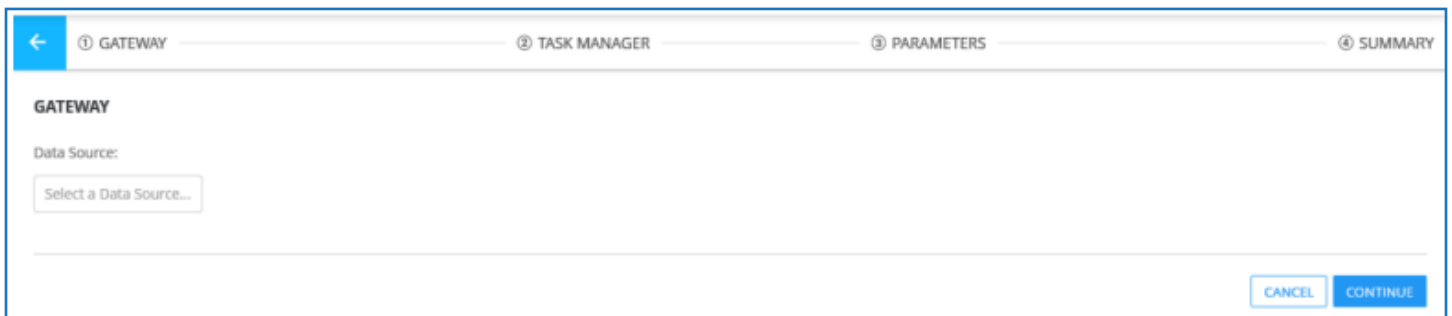 ① GATEWAY ② TASK MANAGER ③ PARAMETERS ④ SUMMARY
GATEWAY
Data Source:
Select a Data Source...
CANCEL CONTINUE